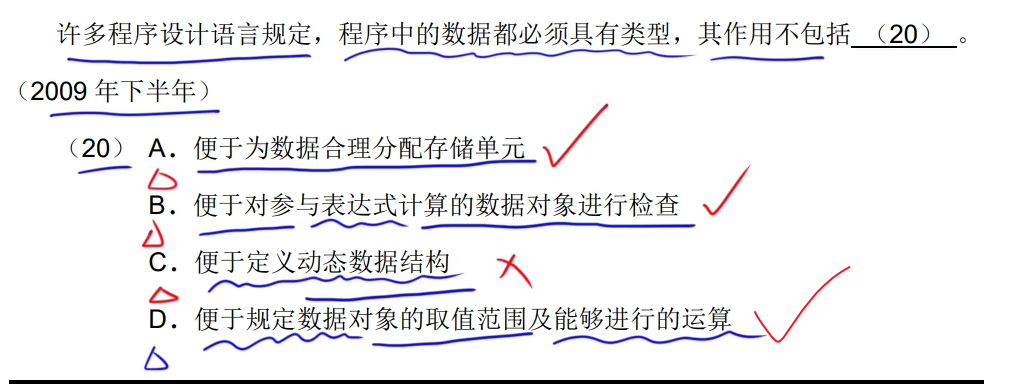 许多程序设计语言规定，程序中的数据都必须具有类型，其作用不包括（20）。
（2009 年下半年）
（20） A．便于为数据合理分配存储单元
B．便于对参与表达式计算的数据对象进行检查
C．便于定义动态数据结构
D．便于规定数据对象的取值范围及能够进行的运算